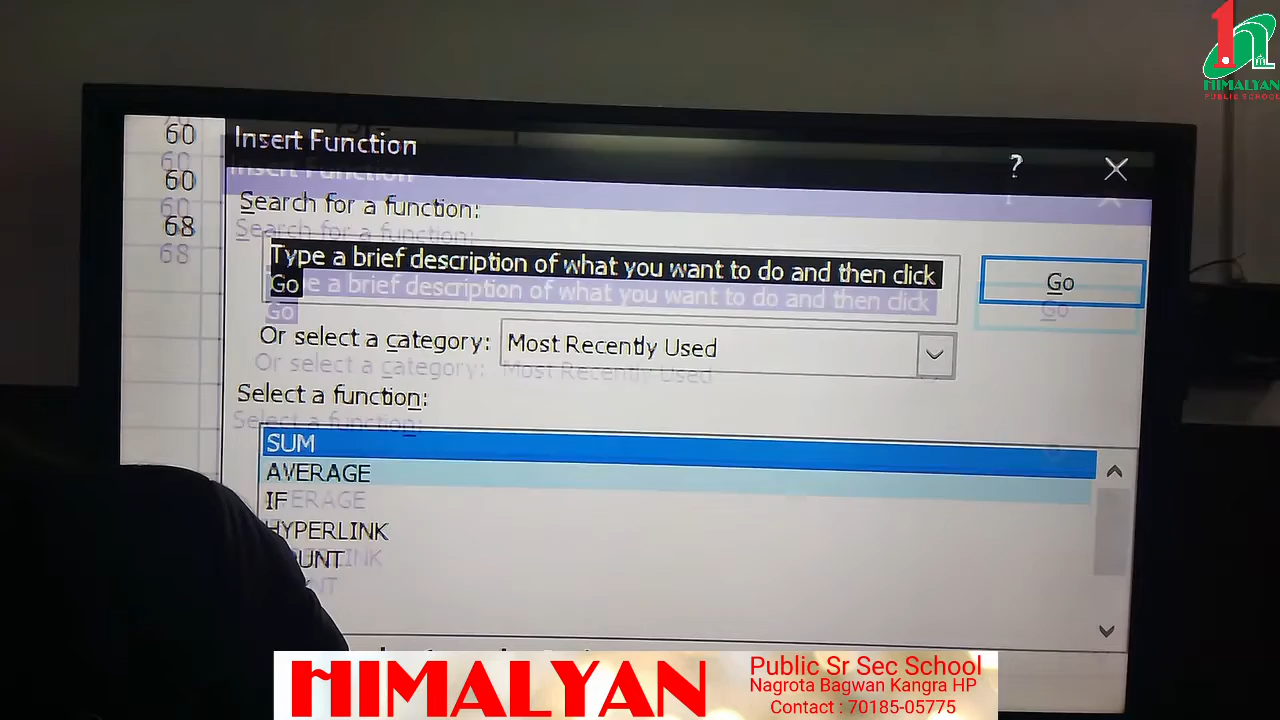 HIMALYAN
PUBLIC SCHOOL
60
60
68
Insert Function
?
Search for a function:
Type a brief description of what you want to do and then click
Go
Go
Or select a category:
Most Recently Used
Select a function:
SUM
AVERAGE
IF
HYPERLINK
UNT
HIMALYAN
Public Sr Sec School
Nagrota Bagwan Kangra HP
Contact : 70185-05775